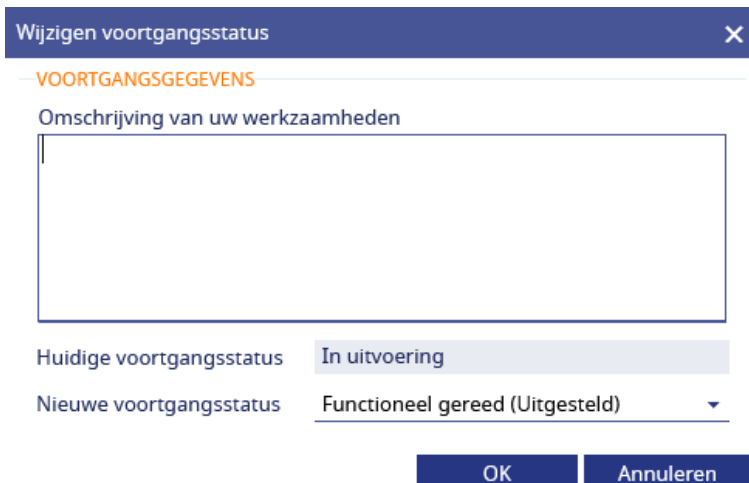 Wijzigen voortgangsstatus
VOORTGANGSGEGEVENS
Omschrijving van uw werkzaamheden
Huidige voortgangsstatus In uitvoering
Nieuwe voortgangsstatus Functioneel gereed (Uitgesteld)
OK Annuleren